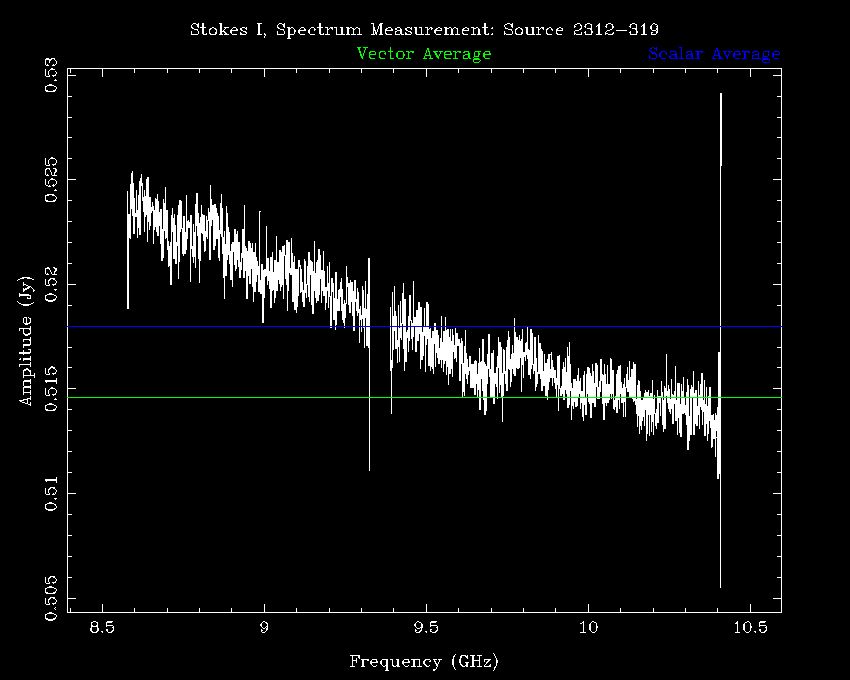 Stokes I, Spectrum Measurement: Source 2312-319
Vector Average Scalar Average
0.53
0.525
0.52
0.515
0.51
0.505
Amplitude (Jy)
8.5 9 9.5 10 10.5
Frequency (GHz)